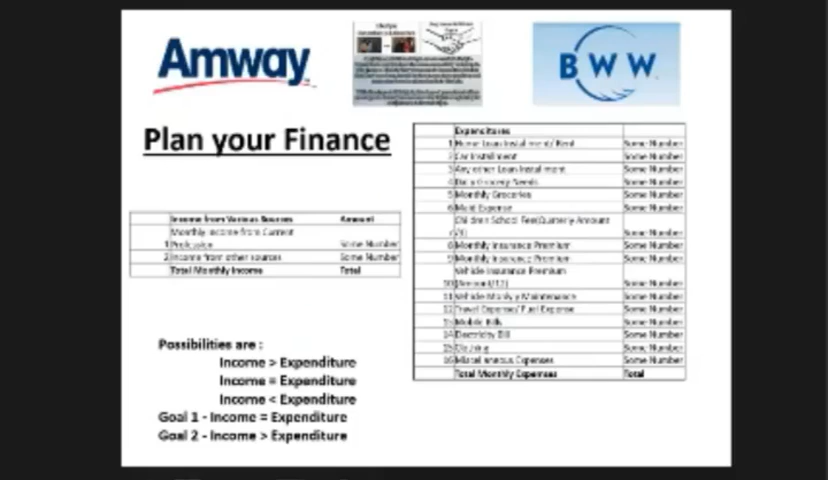 Amway
BWW
Plan your Finance
Income from Various Sources Amount
Monthly Income from Current
1 Profession Some Number
2 Income from other sources Some Number
Total Monthly Income Total
Possibilities are :
Income > Expenditure
Income = Expenditure
Income < Expenditure
Goal 1 - Income = Expenditure
Goal 2 - Income > Expenditure
Expenditures
1 Home Loan Installment/ Rent Some Number
2 Car Installment Some Number
3 Any other Loan Installment Some Number
4 Grocery Needs Some Number
5 Monthly Groceries Some Number
6 Maid Expense Some Number
Children School Fee(Quarterly Amount
7 /3) Some Number
8 Monthly Insurance Premium Some Number
9 Monthly Insurance Premium Some Number
Vehicle Insurance Premium
10 (Amount/12) Some Number
11 Vehicle Monthly Maintenance Some Number
12 Travel Expense/ Fuel Expense Some Number
13 Mobile Bills Some Number
14 Electricity Bill Some Number
15 Clothing Some Number
16 Miscellaneous Expenses Some Number
Total Monthly Expenses Total